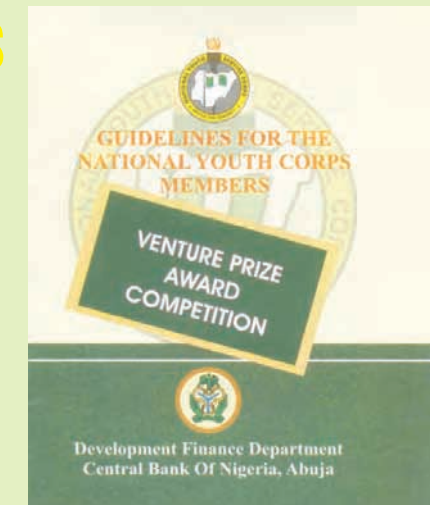 S
GUIDELINES FOR THE
NATIONAL YOUTH CORPS
MEMBERS
VENTURE PRIZE
AWARD
COMPETITION
Development Finance Department
Central Bank Of Nigeria, Abuja